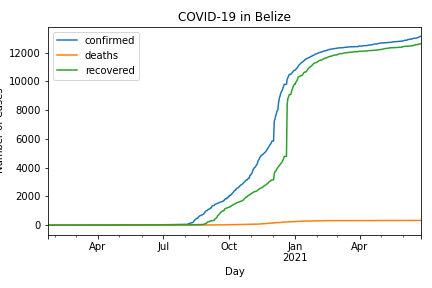 COVID-19 in Belize
confirmed
deaths
recovered
12000
10000
8000
6000
4000
2000
0
Number of Cases
Apr
Jul
Oct
Jan
2021
Apr
Day